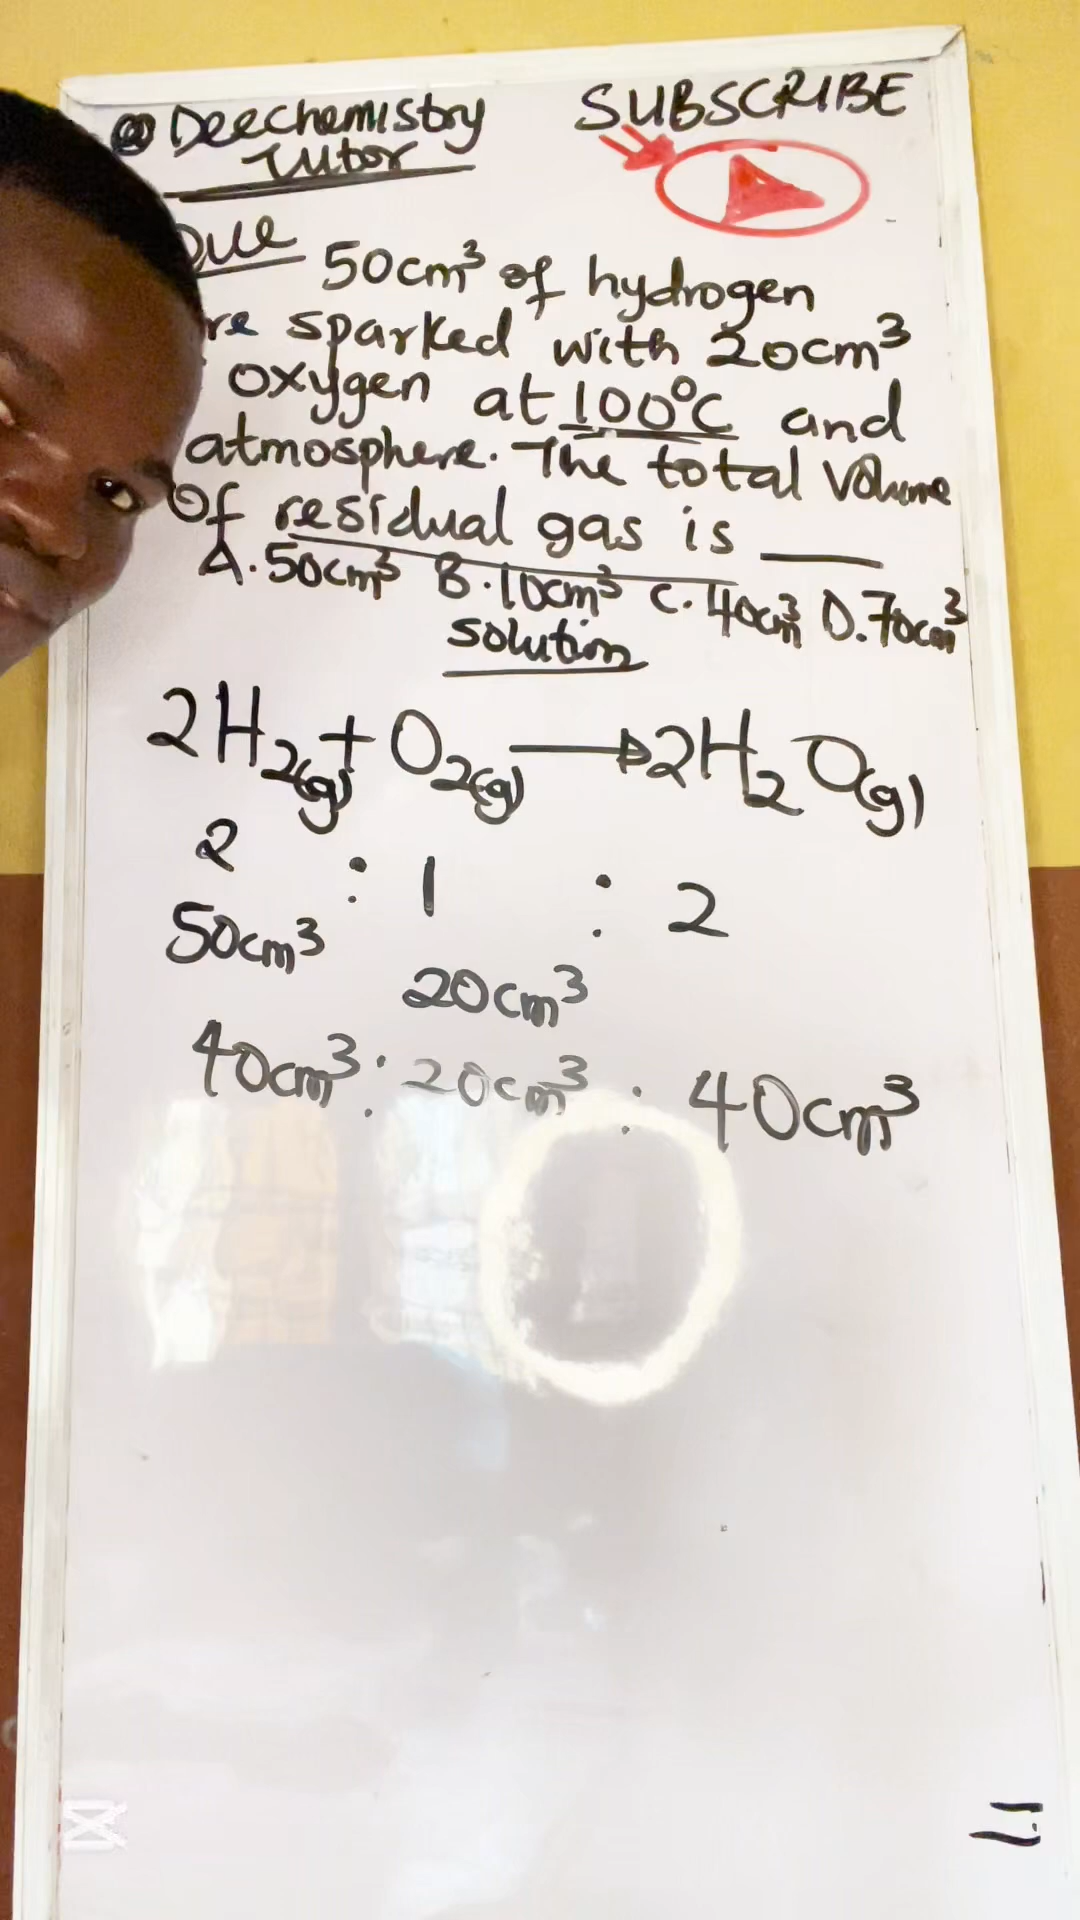 @ Deechemistry
Tutor
SUBSCRIBE
Que
50cm³ of hydrogen
re sparked with 20cm³
oxygen at 100°C and
atmosphere. The total volume
of residual gas is ____
A. 50cm³ B. 10cm³ C. 40cm³ D. 70cm³
solution
2H₂(g) + O₂(g) → 2H₂O(g)
2 : 1 : 2
50cm³
20cm³
40cm³ : 20cm³ : 40cm³